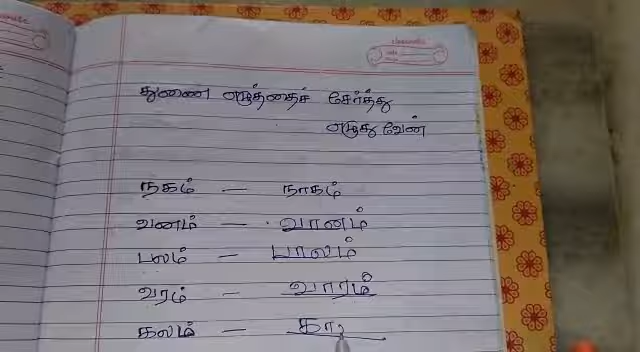 துணை எழுத்தைச் சேர்த்து
எழுதுவேன்
நகம் – நாகம்
வனம் – வானம்
பலம் – பாலம்
வரம் – வாரம்
கலம் – கா